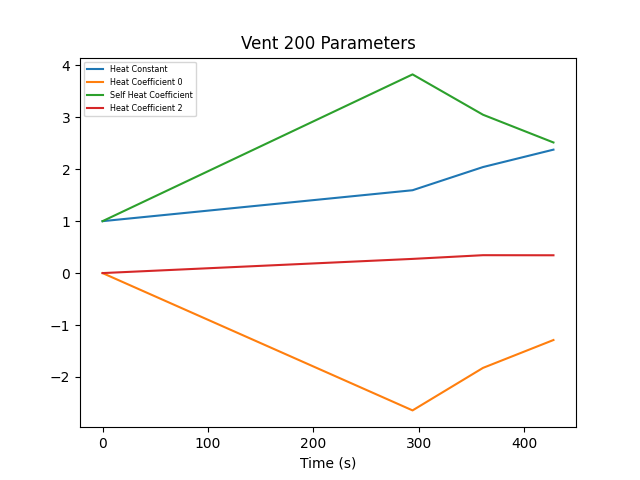 Vent 200 Parameters
Heat Constant
Heat Coefficient 0
Self Heat Coefficient
Heat Coefficient 2
4
3
2
1
0
−1
−2
0 100 200 300 400
Time (s)